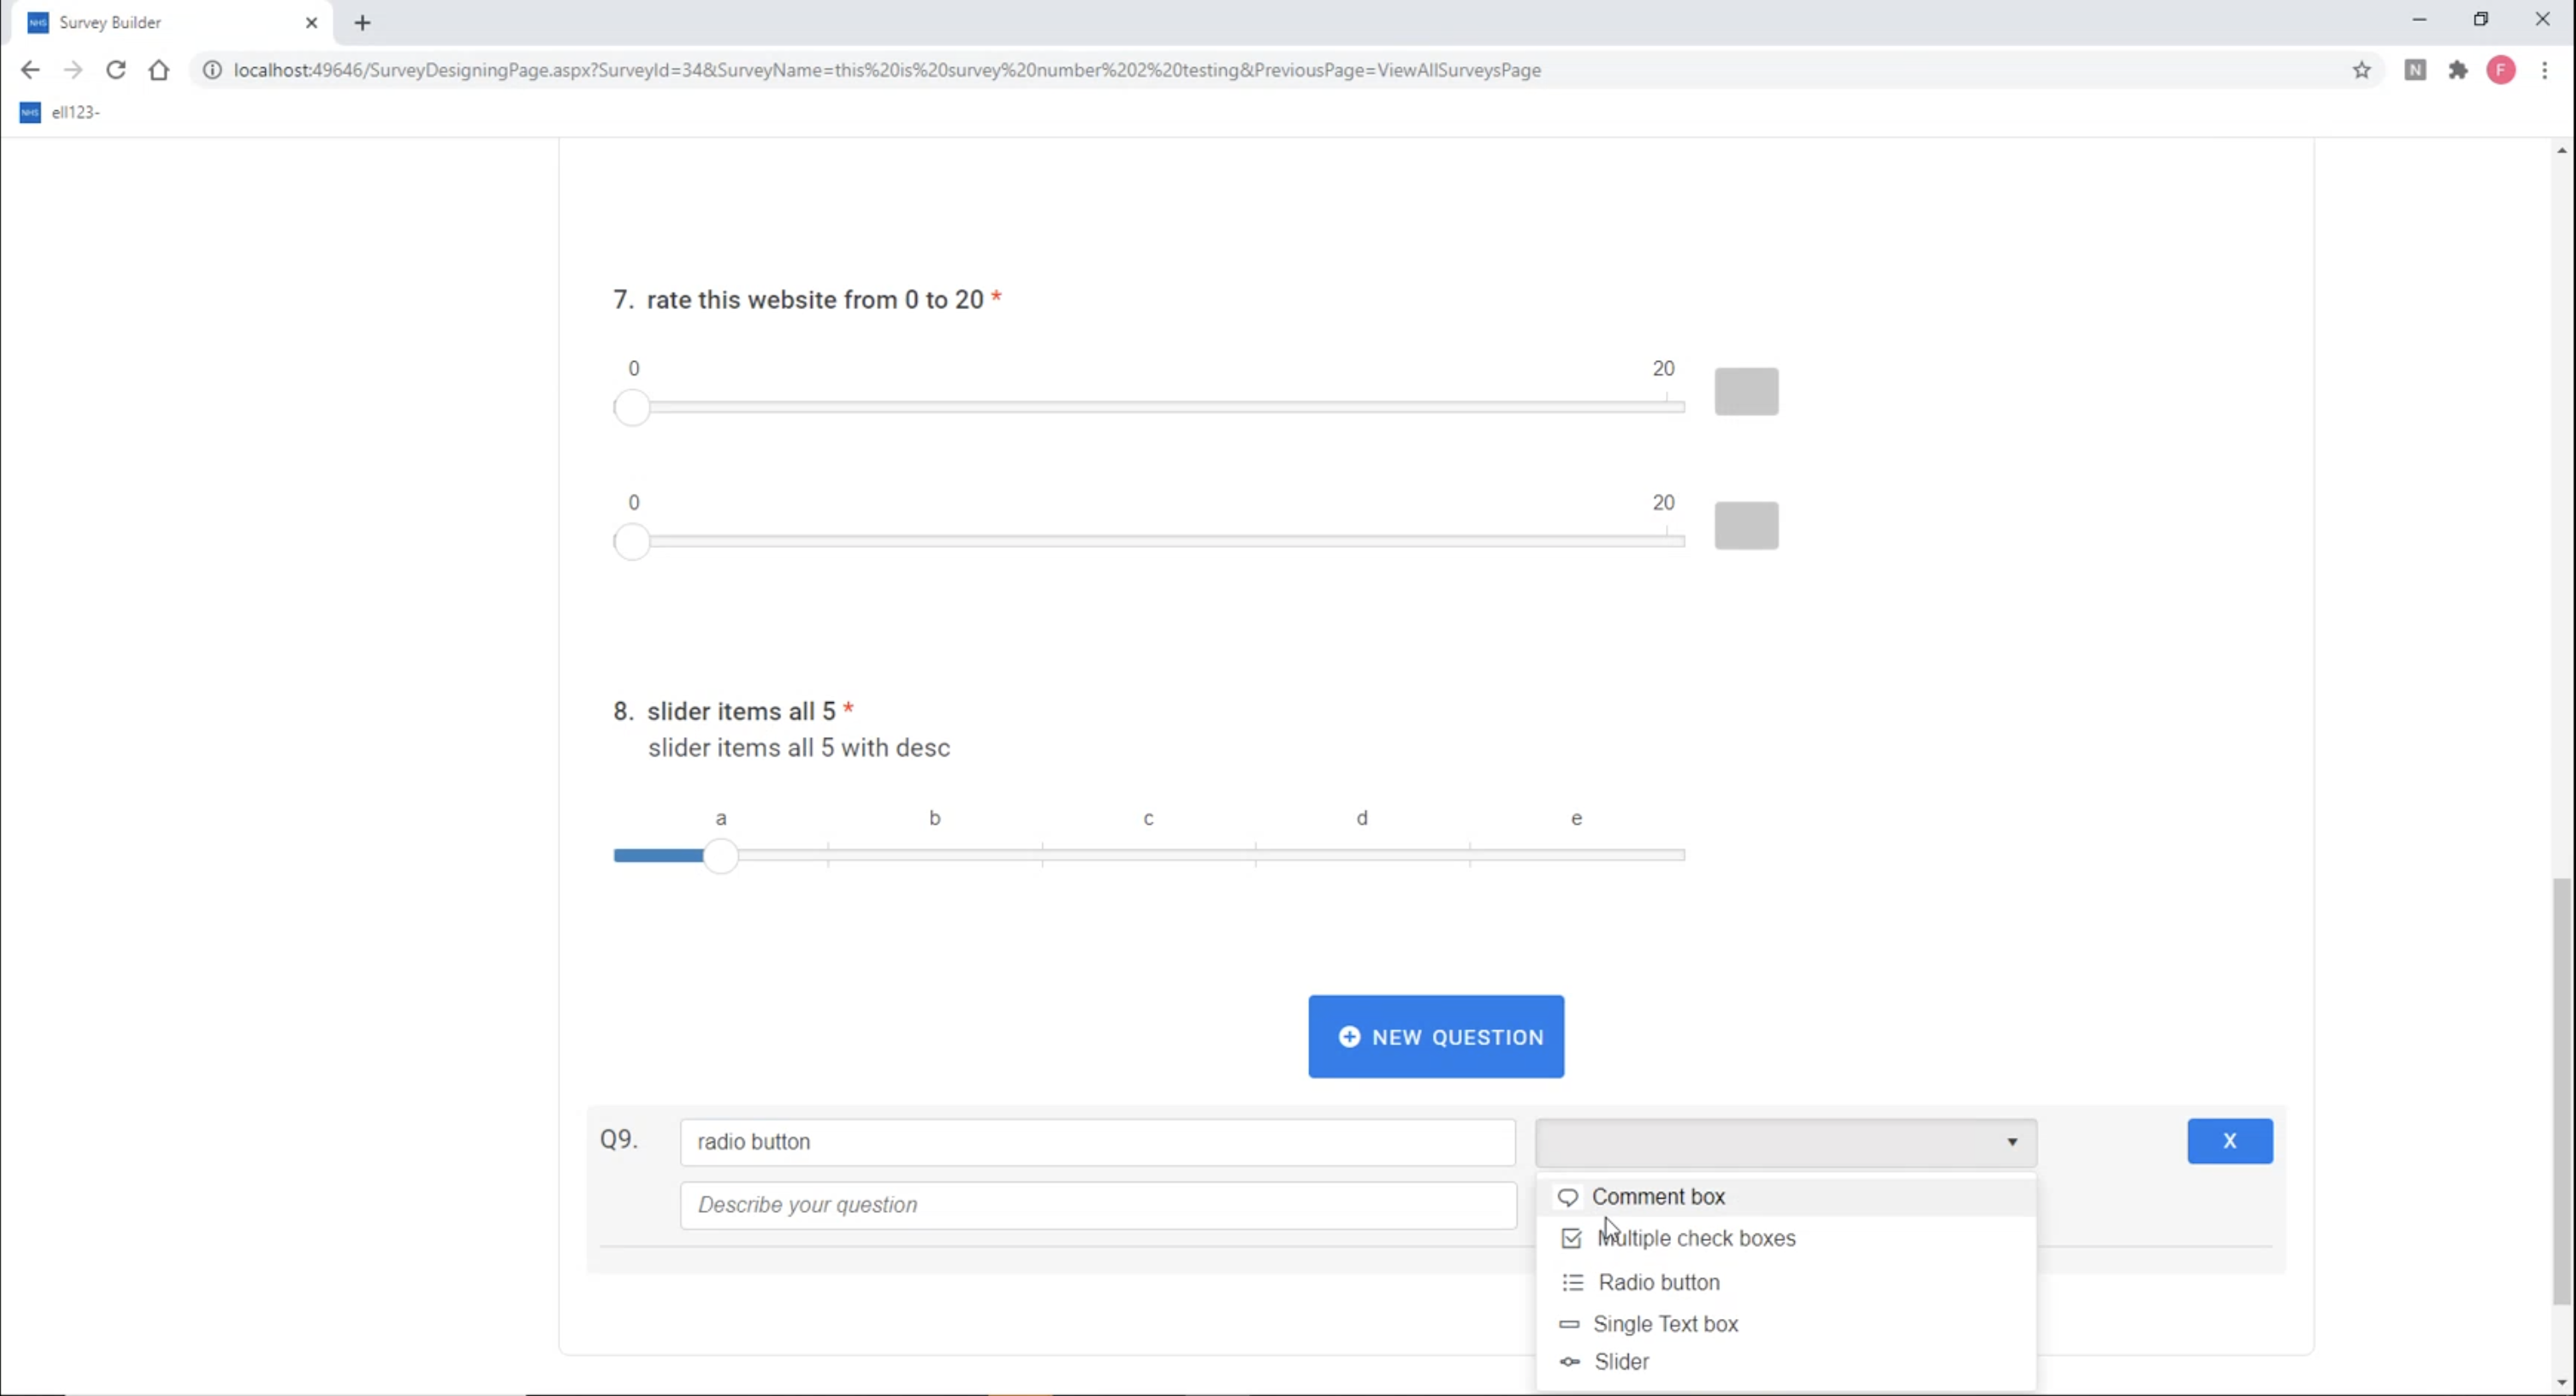 NHS Survey Builder
localhost:49646/SurveyDesigningPage.aspx?SurveyId=34&SurveyName=this%20is%20survey%20number%202%20testing&PreviousPage=ViewAllSurveysPage
N
F
NHS ell123-
7. rate this website from 0 to 20 *
0 20
0 20
8. slider items all 5 *
slider items all 5 with desc
a b c d e
NEW QUESTION
Q9. radio button X
Describe your question
Comment box
Multiple check boxes
Radio button
Single Text box
Slider